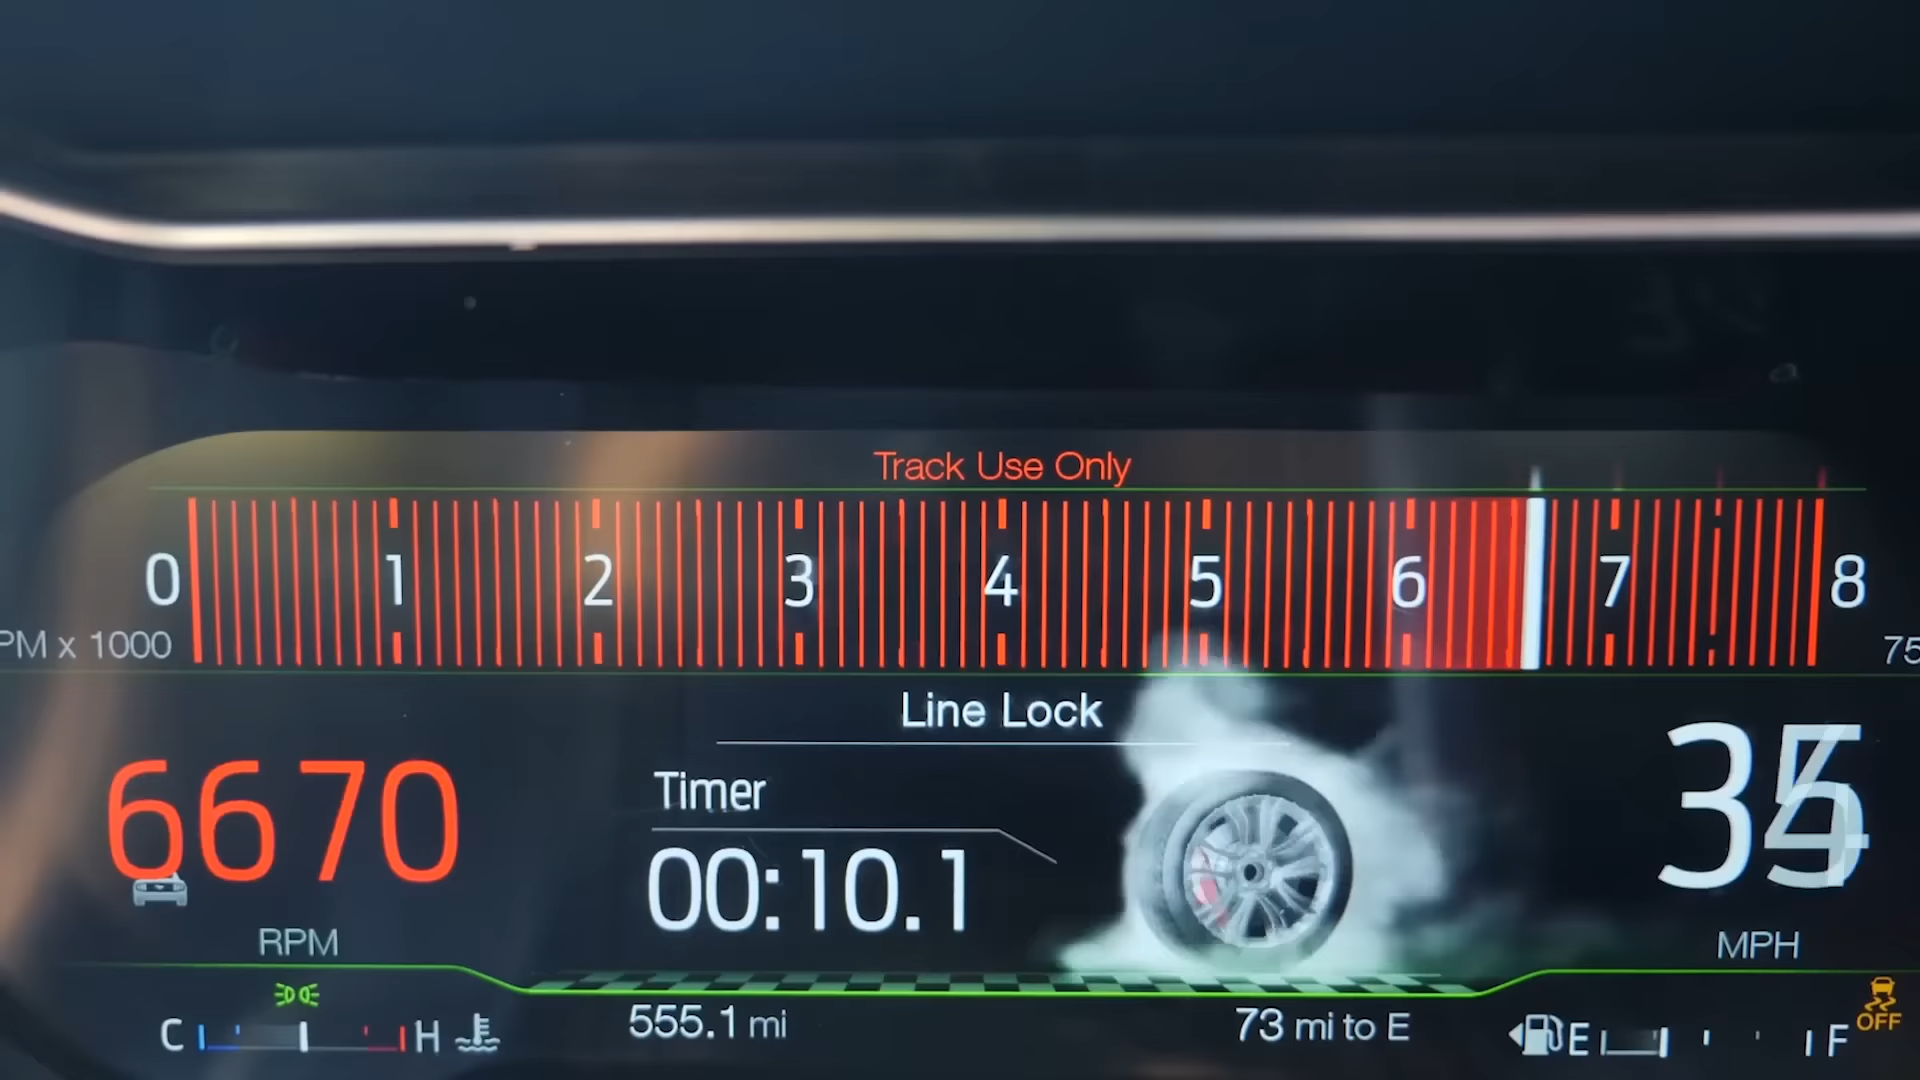 Track Use Only
0 1 2 3 4 5 6 7 8
PM x 1000
75
Line Lock
6670
RPM
Timer
00:10.1
MPH
C H
555.1 mi
73 mi to E
E F
OFF